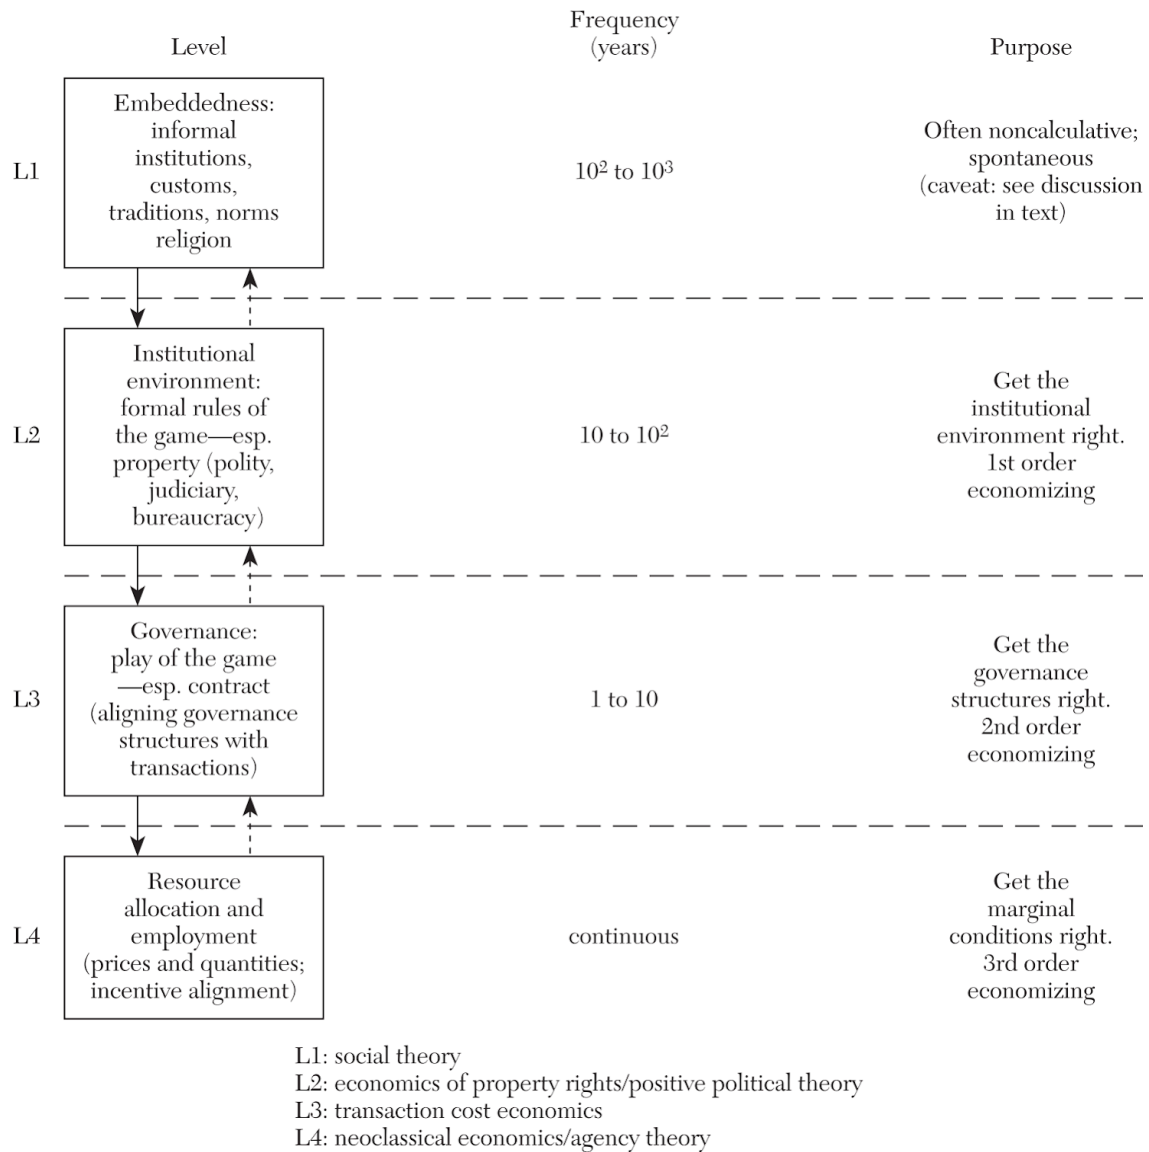 Level
Frequency
(years)
Purpose
L1
Embeddedness:
informal
institutions,
customs,
traditions, norms
religion
10² to 10³
Often noncalculative;
spontaneous
(caveat: see discussion
in text)
L2
Institutional
environment:
formal rules of
the game—esp.
property (polity,
judiciary,
bureaucracy)
10 to 10²
Get the
institutional
environment right.
1st order
economizing
L3
Governance:
play of the game
—esp. contract
(aligning governance
structures with
transactions)
1 to 10
Get the
governance
structures right.
2nd order
economizing
L4
Resource
allocation and
employment
(prices and quantities;
incentive alignment)
continuous
Get the
marginal
conditions right.
3rd order
economizing
L1: social theory
L2: economics of property rights/positive political theory
L3: transaction cost economics
L4: neoclassical economics/agency theory